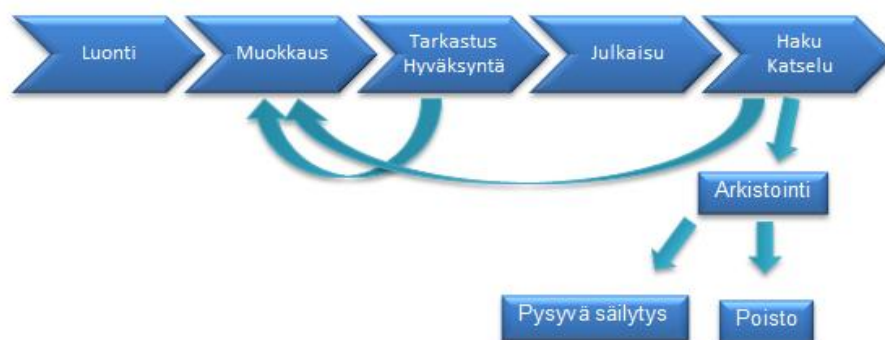 Luonti
Muokkaus
Tarkastus
Hyväksyntä
Julkaisu
Haku
Katselu
Arkistointi
Pysyvä säilytys
Poisto